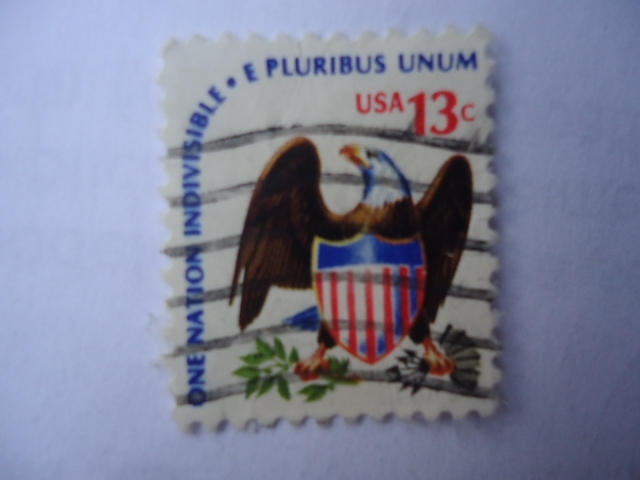 ONE NATION INDIVISIBLE • E PLURIBUS UNUM
USA 13c